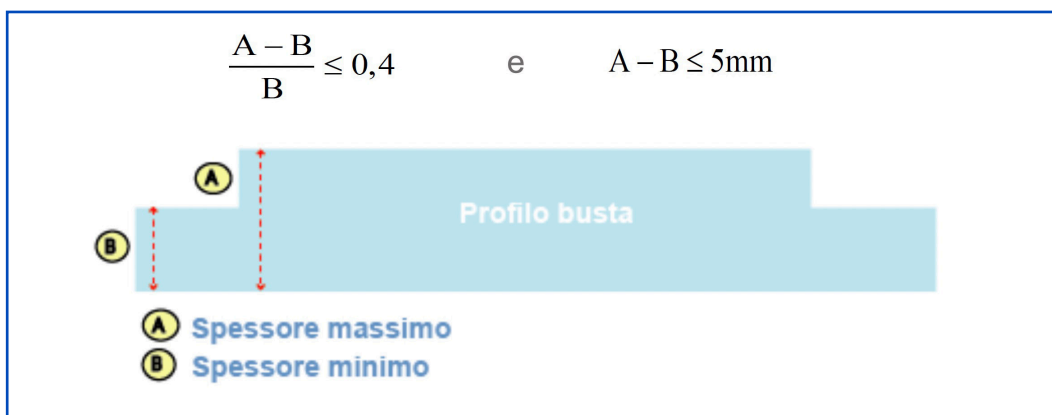 (A – B)/B ≤ 0,4 e A – B ≤ 5mm
A
Profilo busta
B
A Spessore massimo
B Spessore minimo